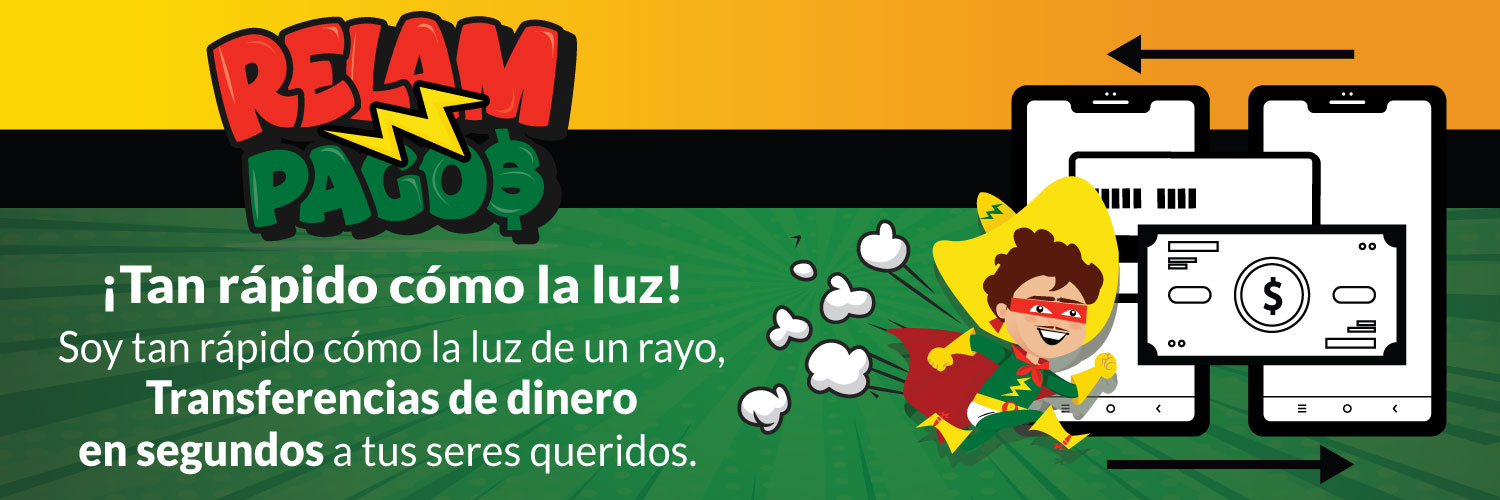 RELAM
PAGO$
¡Tan rápido cómo la luz!
Soy tan rápido cómo la luz de un rayo,
Transferencias de dinero
en segundos a tus seres queridos.
$